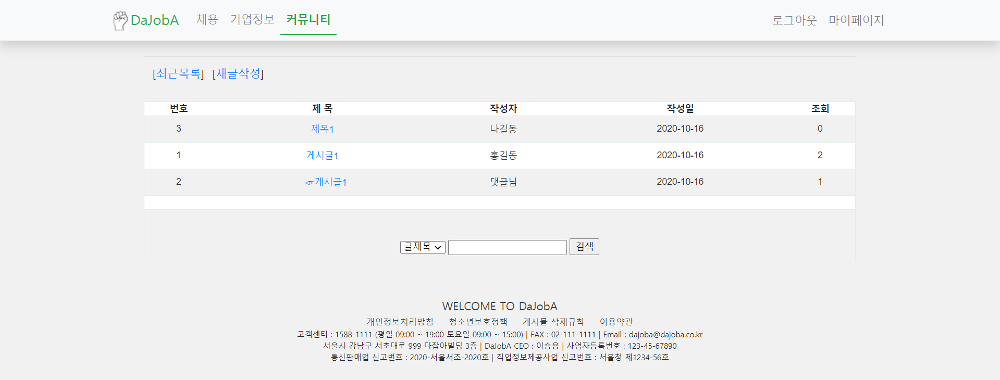 DaJobA 채용 기업정보 커뮤니티 로그아웃 마이페이지
[최근목록] [새글작성]
번호 제 목 작성자 작성일 조회
3 제목1 나길동 2020-10-16 0
1 게시글1 홍길동 2020-10-16 2
2 ☞게시글1 댓글님 2020-10-16 1
글제목 검색
WELCOME TO DaJobA
개인정보처리방침 청소년보호정책 게시물 삭제규칙 이용약관
고객센터 : 1588-1111 (평일 09:00 ~ 19:00 토요일 09:00 ~ 15:00) | FAX : 02-111-1111 | Email : dajoba@dajoba.co.kr
서울시 강남구 서초대로 999 다잡아빌딩 3층 | DaJobA CEO : 이승용 | 사업자등록번호 : 123-45-67890
통신판매업 신고번호 : 2020-서울서초-2020호 | 직업정보제공사업 신고번호 : 서울청 제1234-56호